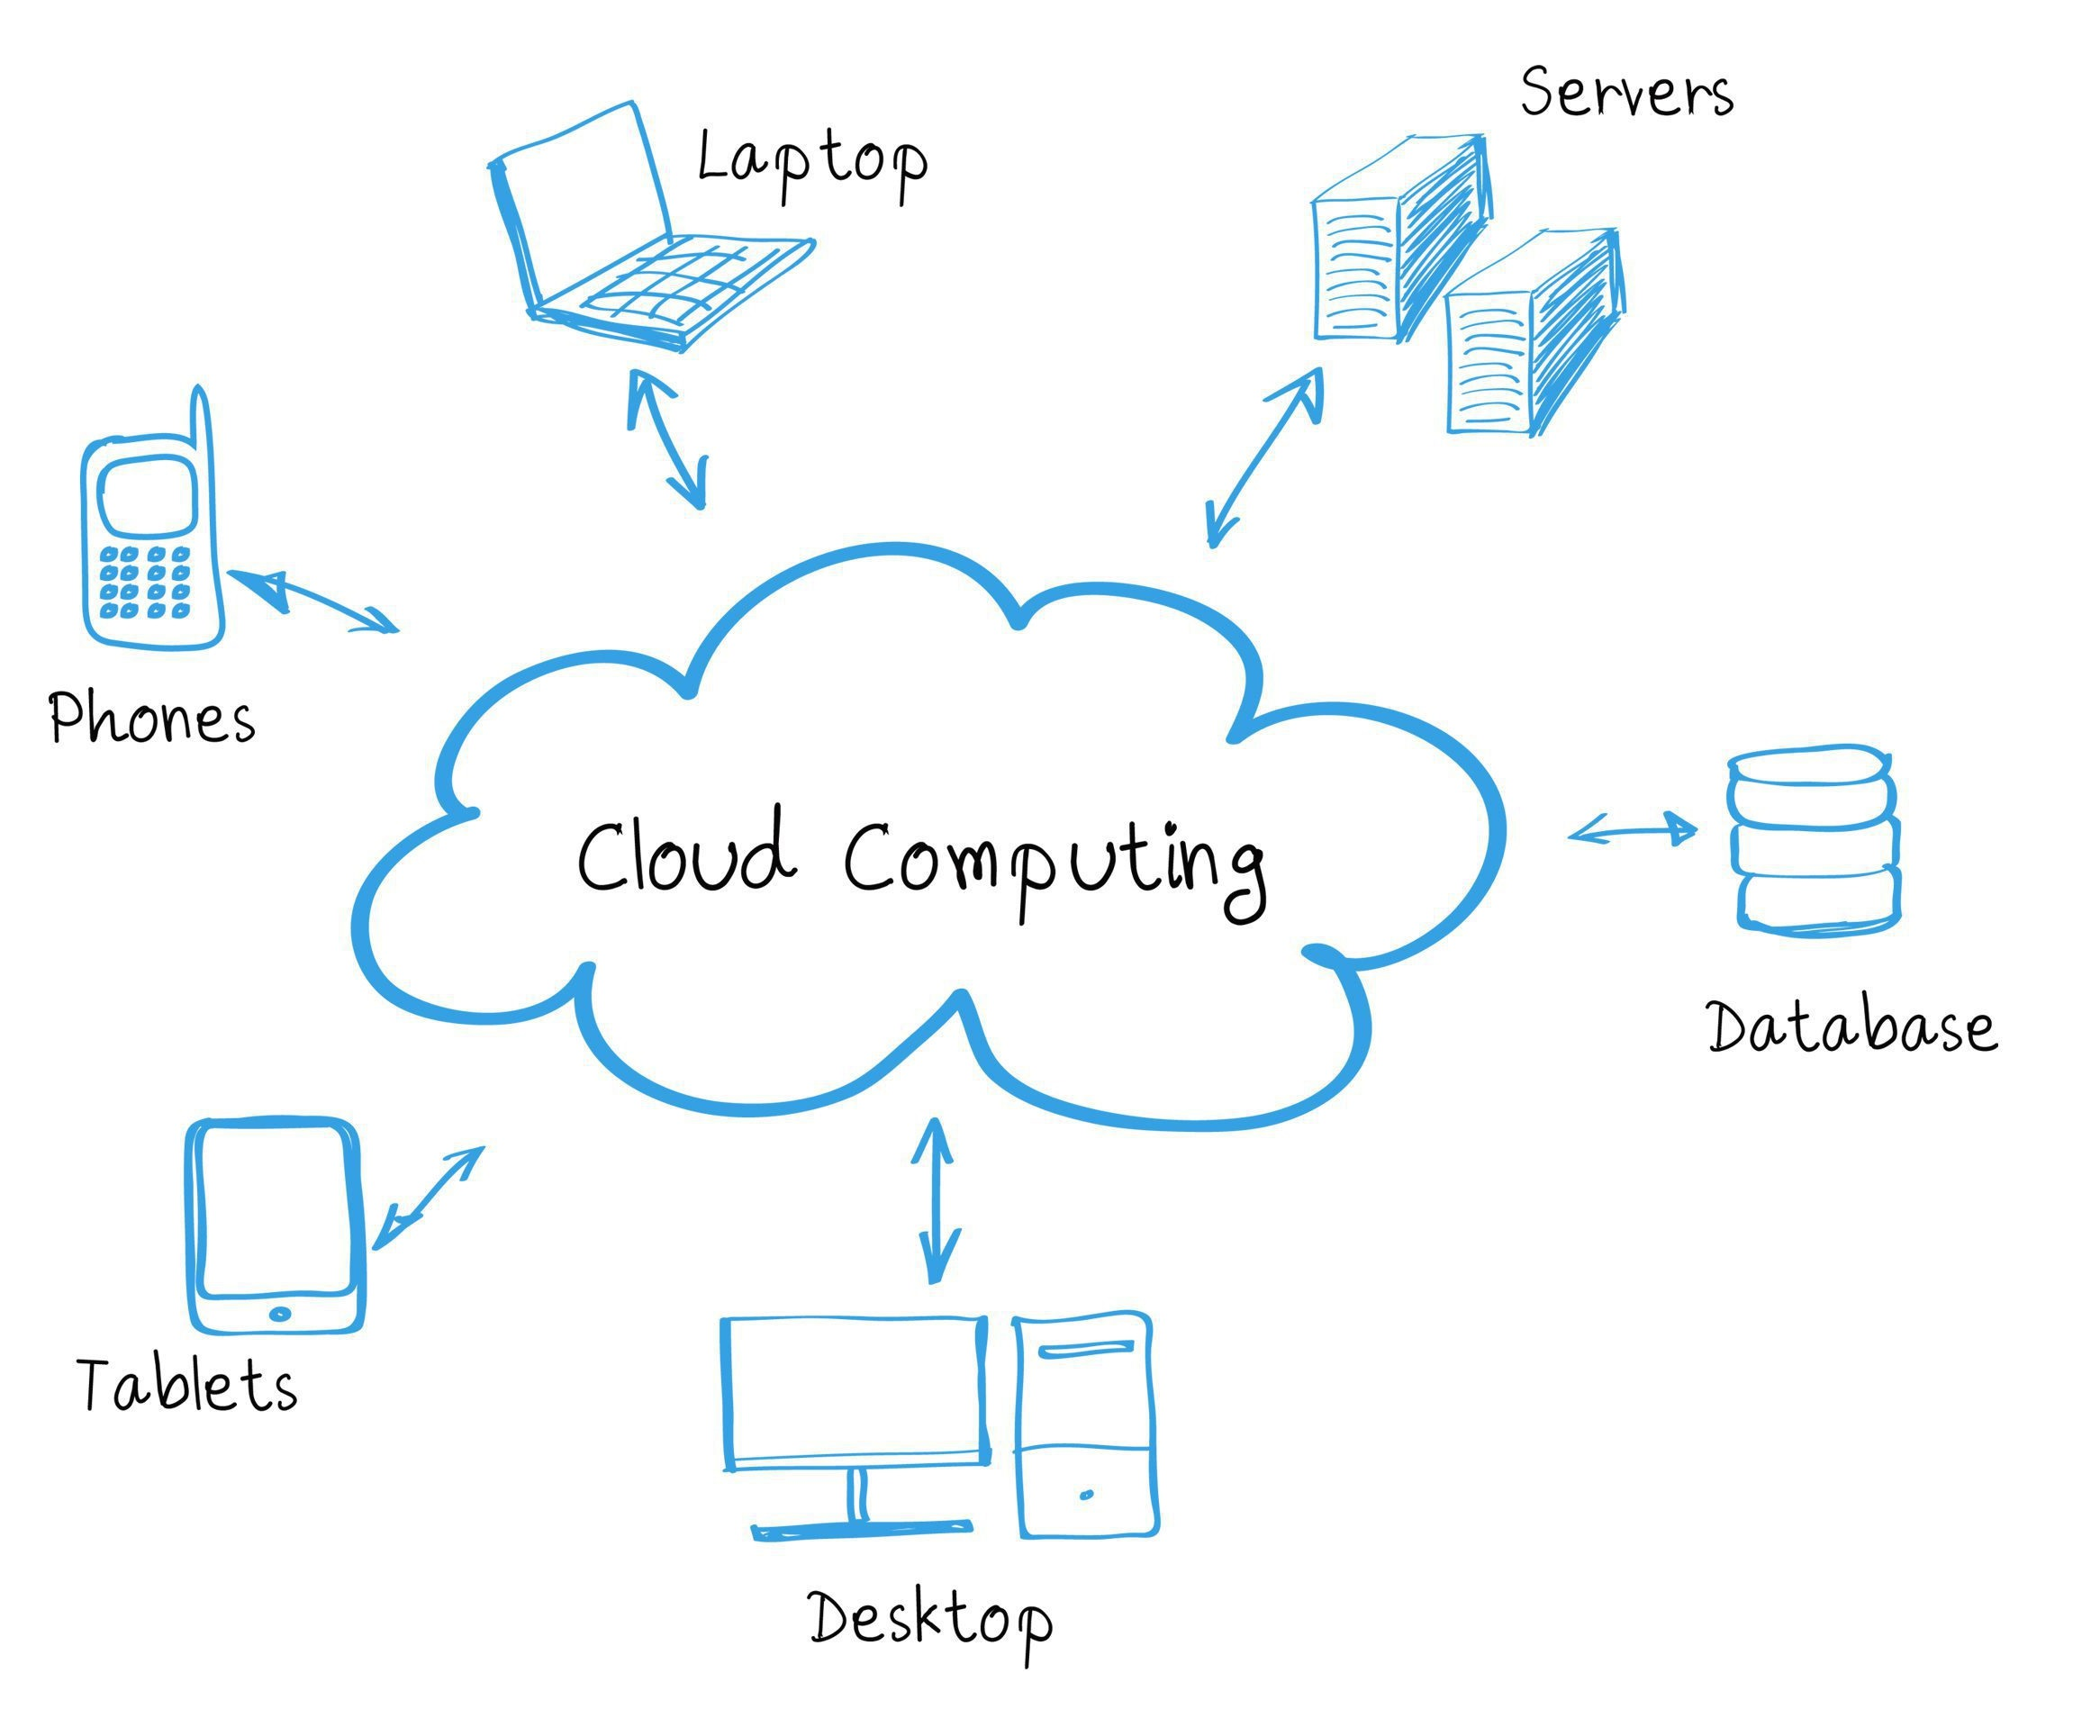 Servers
Laptop
Phones
Cloud Computing
Database
Tablets
Desktop